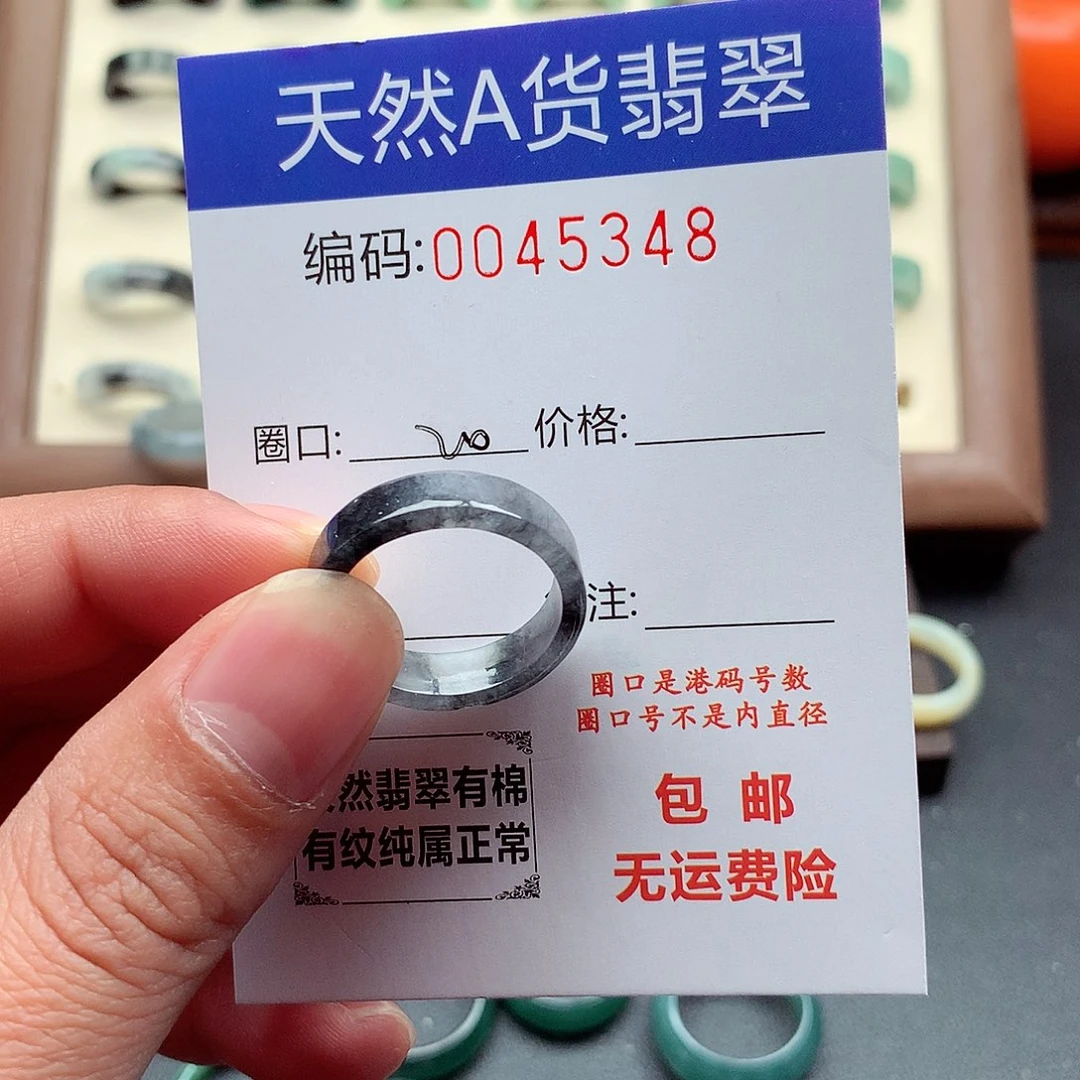 天然A货翡翠
编码:0045348
圈口: 20 价格:
注:
圈口是港码号数
圈口号不是内直径
然翡翠有棉
有纹纯属正常
包 邮
无运费险